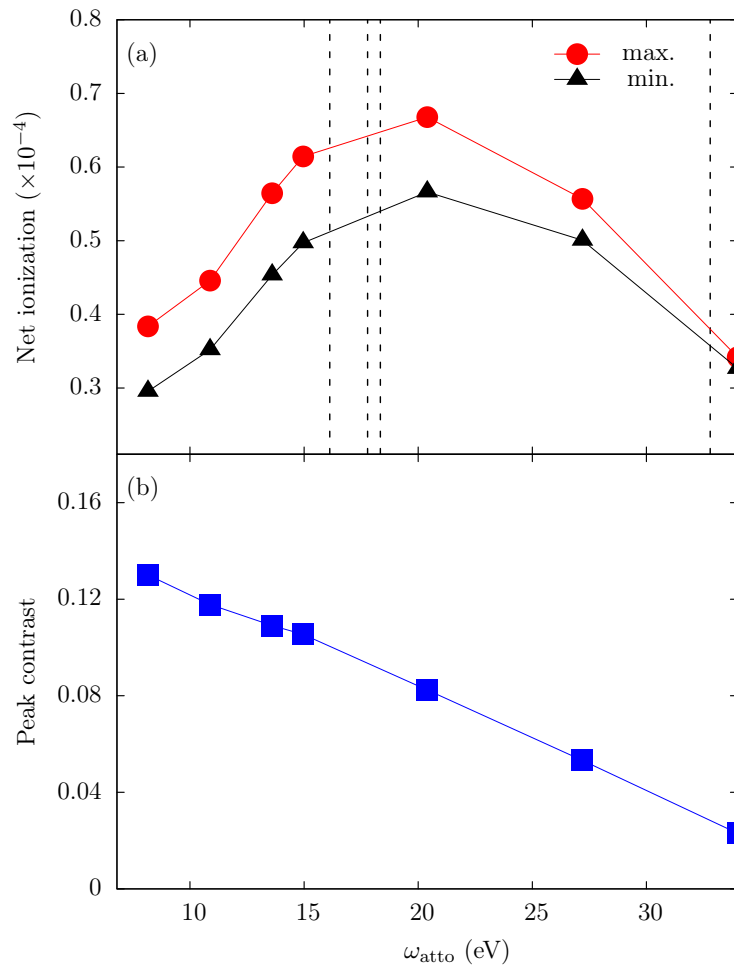 (a)
max.
min.
Net ionization (×10⁻⁴)
0.8
0.7
0.6
0.5
0.4
0.3
(b)
Peak contrast
0.16
0.12
0.08
0.04
0
10 15 20 25 30
ω_atto (eV)